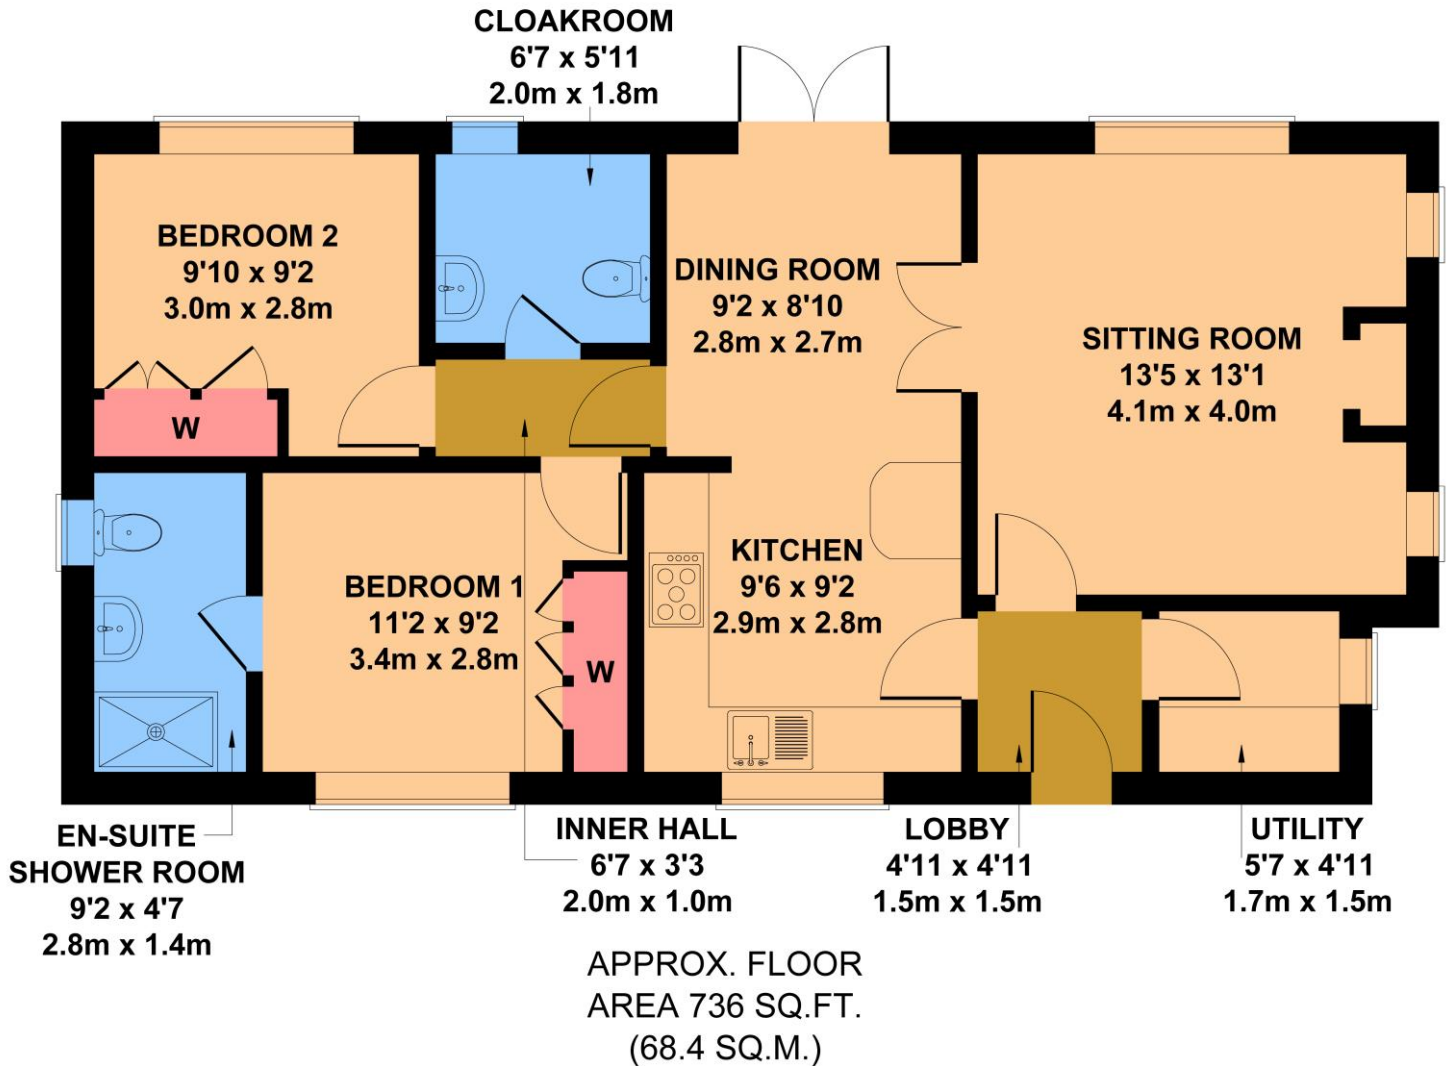 CLOAKROOM
6'7 x 5'11
2.0m x 1.8m
BEDROOM 2
9'10 x 9'2
3.0m x 2.8m
W
DINING ROOM
9'2 x 8'10
2.8m x 2.7m
SITTING ROOM
13'5 x 13'1
4.1m x 4.0m
BEDROOM 1
11'2 x 9'2
3.4m x 2.8m
W
KITCHEN
9'6 x 9'2
2.9m x 2.8m
EN-SUITE
SHOWER ROOM
9'2 x 4'7
2.8m x 1.4m
INNER HALL
6'7 x 3'3
2.0m x 1.0m
LOBBY
4'11 x 4'11
1.5m x 1.5m
UTILITY
5'7 x 4'11
1.7m x 1.5m
APPROX. FLOOR
AREA 736 SQ.FT.
(68.4 SQ.M.)